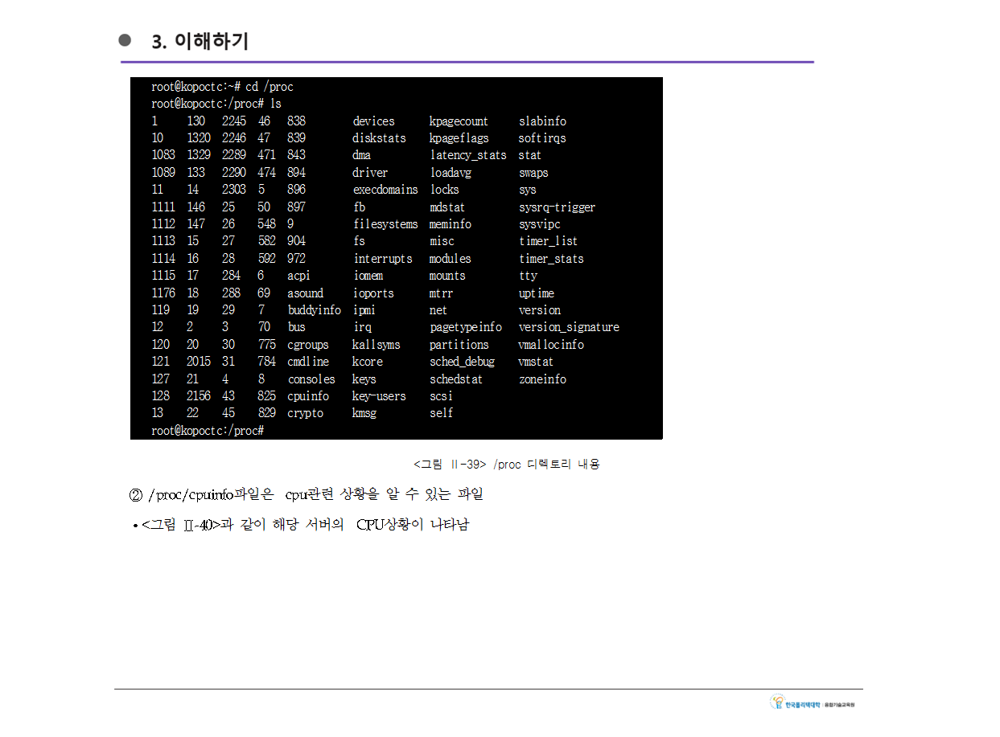 ● 3. 이해하기
root@kopoctc:~# cd /proc
root@kopoctc:/proc# ls
1 130 2245 46 838 devices kpagecount slabinfo
10 1320 2246 47 839 diskstats kpageflags softirqs
1083 1329 2289 471 843 dma latency_stats stat
1089 133 2290 474 894 driver loadavg swaps
11 14 2303 5 896 execdomains locks sys
1111 146 25 50 897 fb mdstat sysrq-trigger
1112 147 26 548 9 filesystems meminfo sysvipc
1113 15 27 582 904 fs misc timer_list
1114 16 28 592 972 interrupts modules timer_stats
1115 17 284 6 acpi iomem mounts tty
1176 18 288 69 asound ioports mtrr uptime
119 19 29 7 buddyinfo ipmi net version
12 2 3 70 bus irq pagetypeinfo version_signature
120 20 30 775 cgroups kallsyms partitions vmallocinfo
121 2015 31 784 cmdline kcore sched_debug vmstat
127 21 4 8 consoles keys schedstat zoneinfo
128 2156 43 825 cpuinfo key-users scsi
13 22 45 829 crypto kmsg self
root@kopoctc:/proc#
<그림 Ⅱ-39> /proc 디렉토리 내용
② /proc/cpuinfo파일은 cpu관련 상황을 알 수 있는 파일
• <그림 Ⅱ-40>과 같이 해당 서버의 CPU상황이 나타남
한국폴리텍대학 | 융합기술교육원